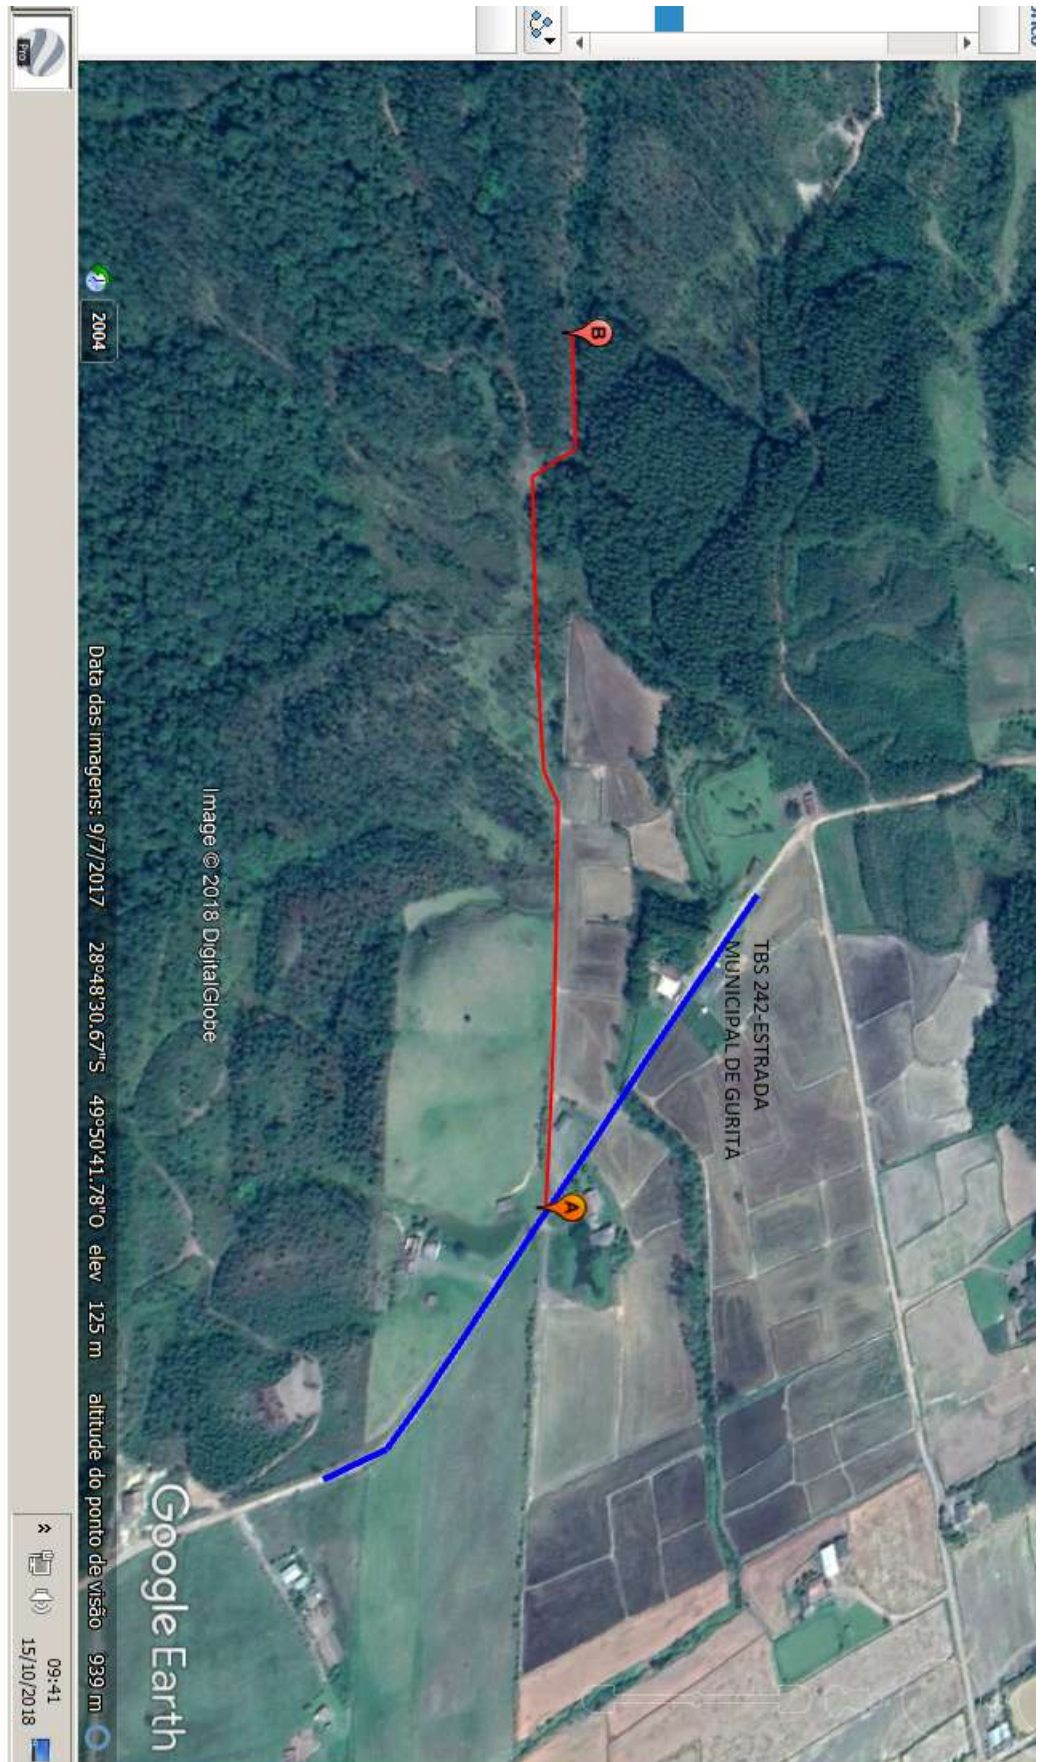 Pro
B
TBS 242-ESTRADA
MUNICIPAL DE GURITA
A
Image © 2018 DigitalGlobe
Google Earth
2004
Data das imagens: 9/7/2017 28°48'30.67"S 49°50'41.78"O elev 125 m altitude do ponto de visão 939 m
09:41
15/10/2018